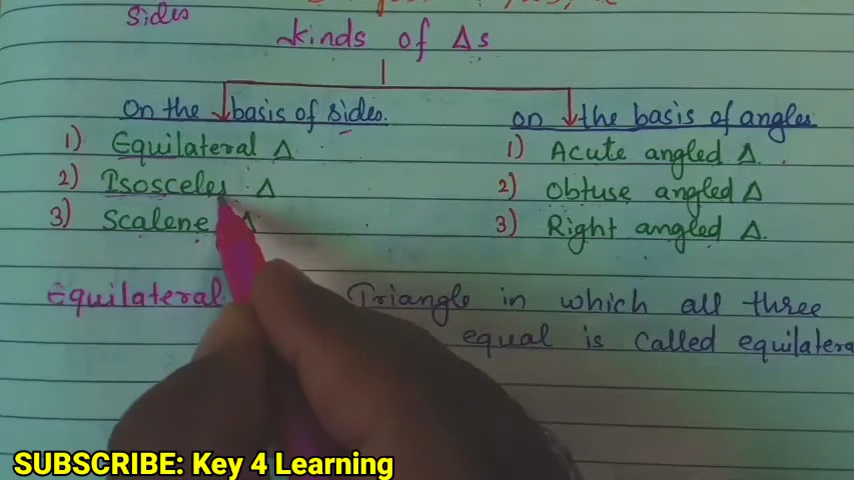 sides
kinds of Δs
On the basis of sides.
1) Equilateral Δ
2) Isosceles Δ
3) Scalene Δ
on the basis of angles
1) Acute angled Δ.
2) Obtuse angled Δ
3) Right angled Δ.
Equilateral Triangle in which all three
equal is called equilatera
SUBSCRIBE: Key 4 Learning